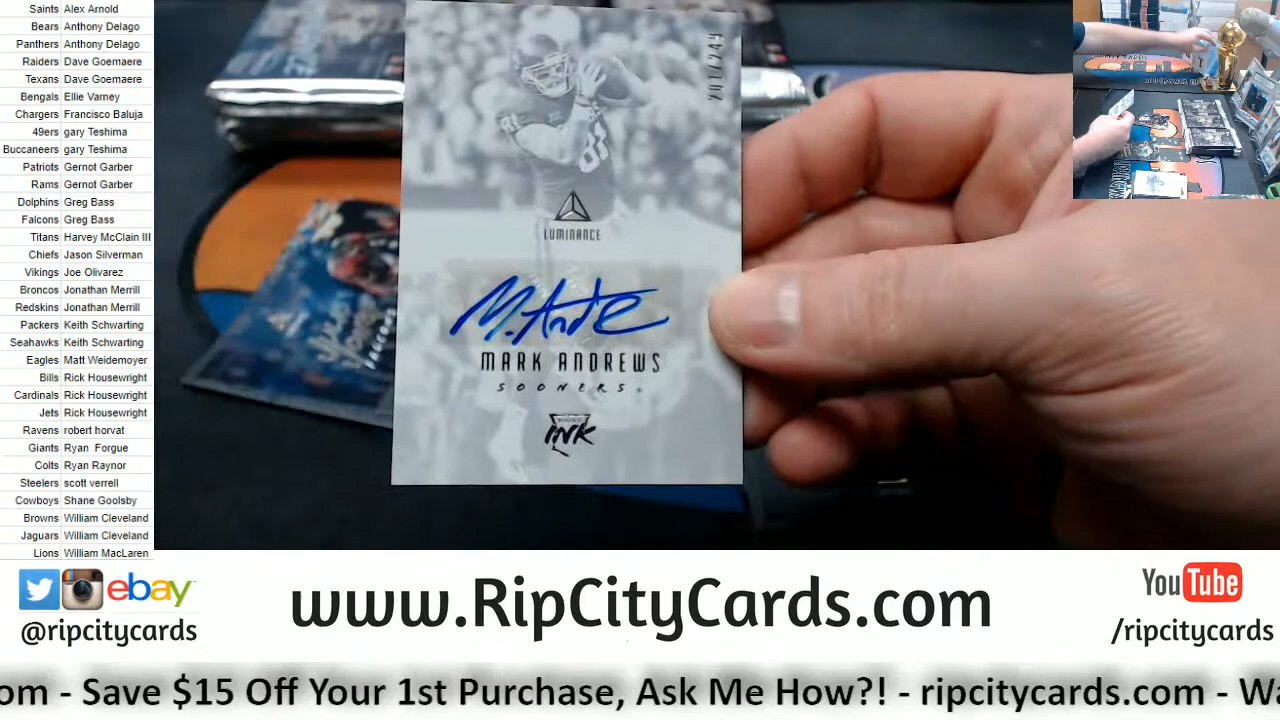 Saints Alex Arnold
Bears Anthony Delago
Panthers Anthony Delago
Raiders Dave Goemaere
Texans Dave Goemaere
Bengals Ellie Varney
Chargers Francisco Baluja
49ers gary Teshima
Buccaneers gary Teshima
Patriots Gernot Garber
Rams Gernot Garber
Dolphins Greg Bass
Falcons Greg Bass
Titans Harvey McClain III
Chiefs Jason Silverman
Vikings Joe Olivarez
Broncos Jonathan Merrill
Redskins Jonathan Merrill
Packers Keith Schwarting
Seahawks Keith Schwarting
Eagles Matt Weidemoyer
Bills Rick Housewright
Cardinals Rick Housewright
Jets Rick Housewright
Ravens robert horvat
Giants Ryan Forgue
Colts Ryan Raynor
Steelers scott verrell
Cowboys Shane Goolsby
Browns William Cleveland
Jaguars William Cleveland
Lions William MacLaren
207/249
81
LUMINANCE
M. Andr
MARK ANDREWS
SOONERS
INK
ebay
@ripcitycards
www.RipCityCards.com
YouTube
/ripcitycards
om - Save $15 Off Your 1st Purchase, Ask Me How?! - ripcitycards.com - Wa